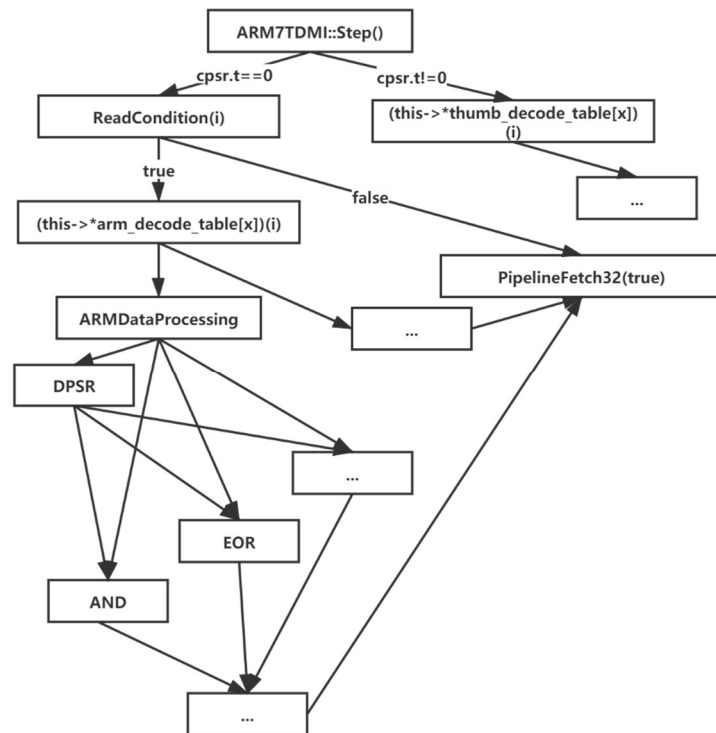 ARM7TDMI::Step()
cpsr.t==0
cpsr.t!=0
ReadCondition(i)
(this->*thumb_decode_table[x])
(i)
true
false
...
(this->*arm_decode_table[x])(i)
PipelineFetch32(true)
ARMDataProcessing
...
DPSR
...
EOR
AND
...